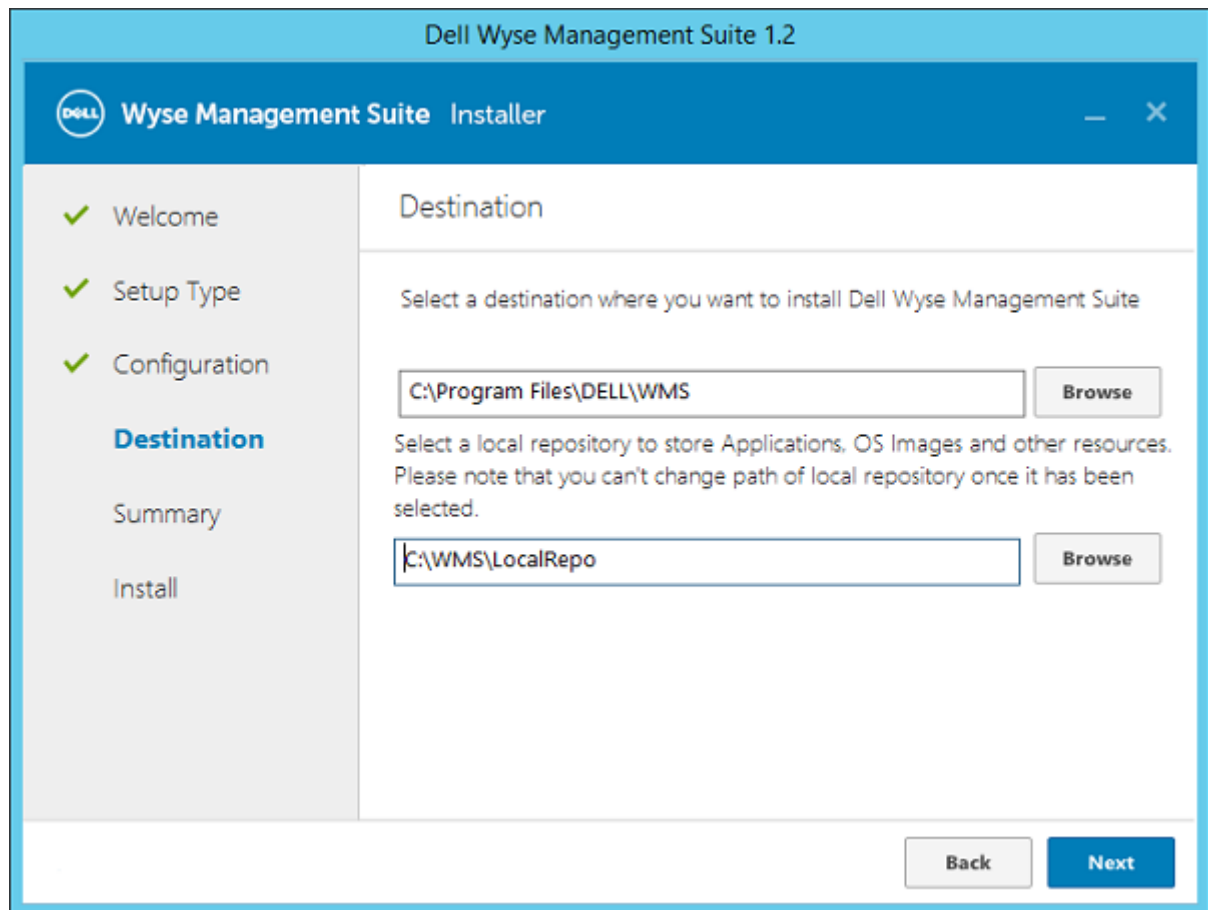 Dell Wyse Management Suite 1.2
DELL Wyse Management Suite Installer
Welcome
Setup Type
Configuration
Destination
Summary
Install
Destination
Select a destination where you want to install Dell Wyse Management Suite
C:\Program Files\DELL\WMS
Browse
Select a local repository to store Applications, OS Images and other resources.
Please note that you can't change path of local repository once it has been
selected.
C:\WMS\LocalRepo
Browse
Back
Next